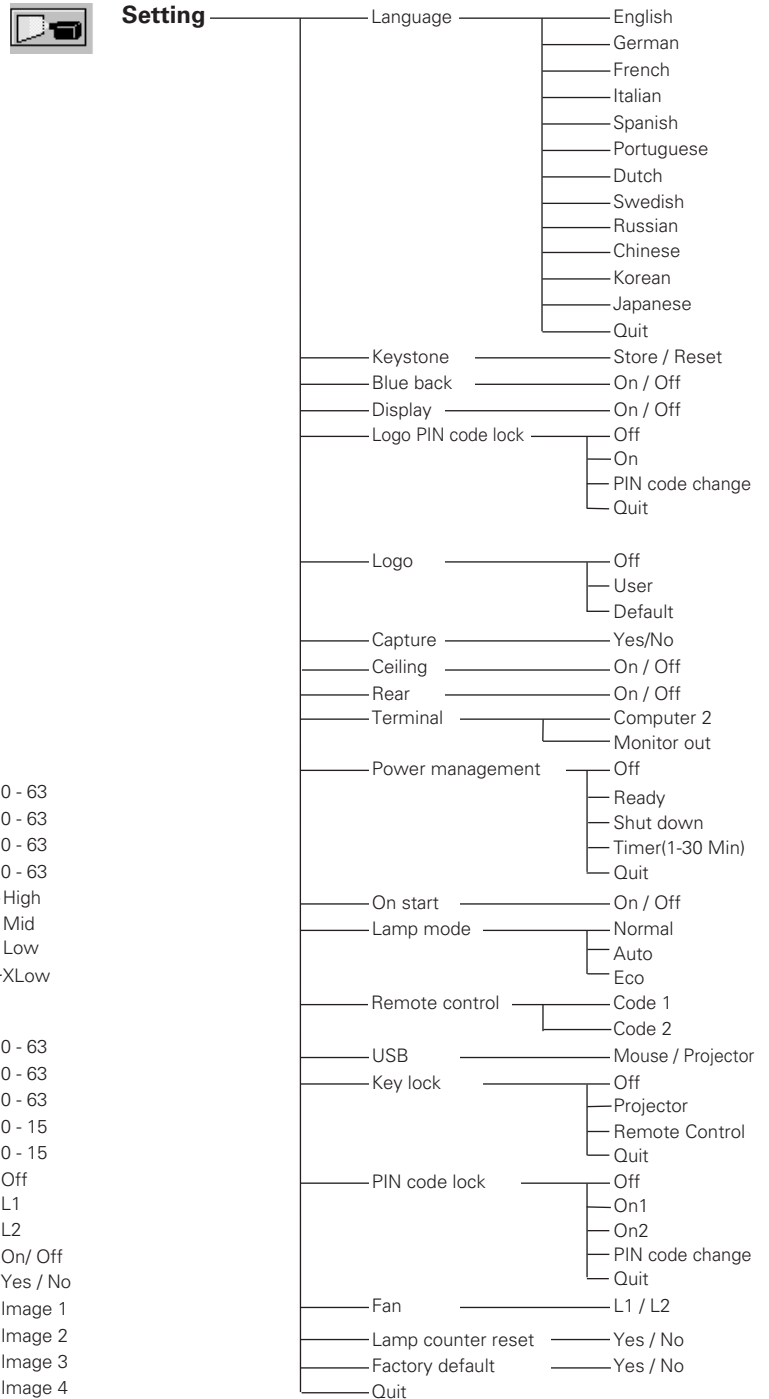 Setting
Language
English
German
French
Italian
Spanish
Portuguese
Dutch
Swedish
Russian
Chinese
Korean
Japanese
Quit
Keystone
Store / Reset
Blue back
On / Off
Display
On / Off
Logo PIN code lock
Off
On
PIN code change
Quit
Logo
Off
User
Default
Capture
Yes/No
Ceiling
On / Off
Rear
On / Off
Terminal
Computer 2
Monitor out
Power management
Off
Ready
Shut down
Timer(1-30 Min)
Quit
On start
On / Off
Lamp mode
Normal
Auto
Eco
Remote control
Code 1
Code 2
USB
Mouse / Projector
Key lock
Off
Projector
Remote Control
Quit
PIN code lock
Off
On1
On2
PIN code change
Quit
Fan
L1 / L2
Lamp counter reset
Yes / No
Factory default
Yes / No
Quit
0 - 63
0 - 63
0 - 63
0 - 63
High
Mid
Low
XLow
0 - 63
0 - 63
0 - 63
0 - 15
0 - 15
Off
L1
L2
On/ Off
Yes / No
Image 1
Image 2
Image 3
Image 4